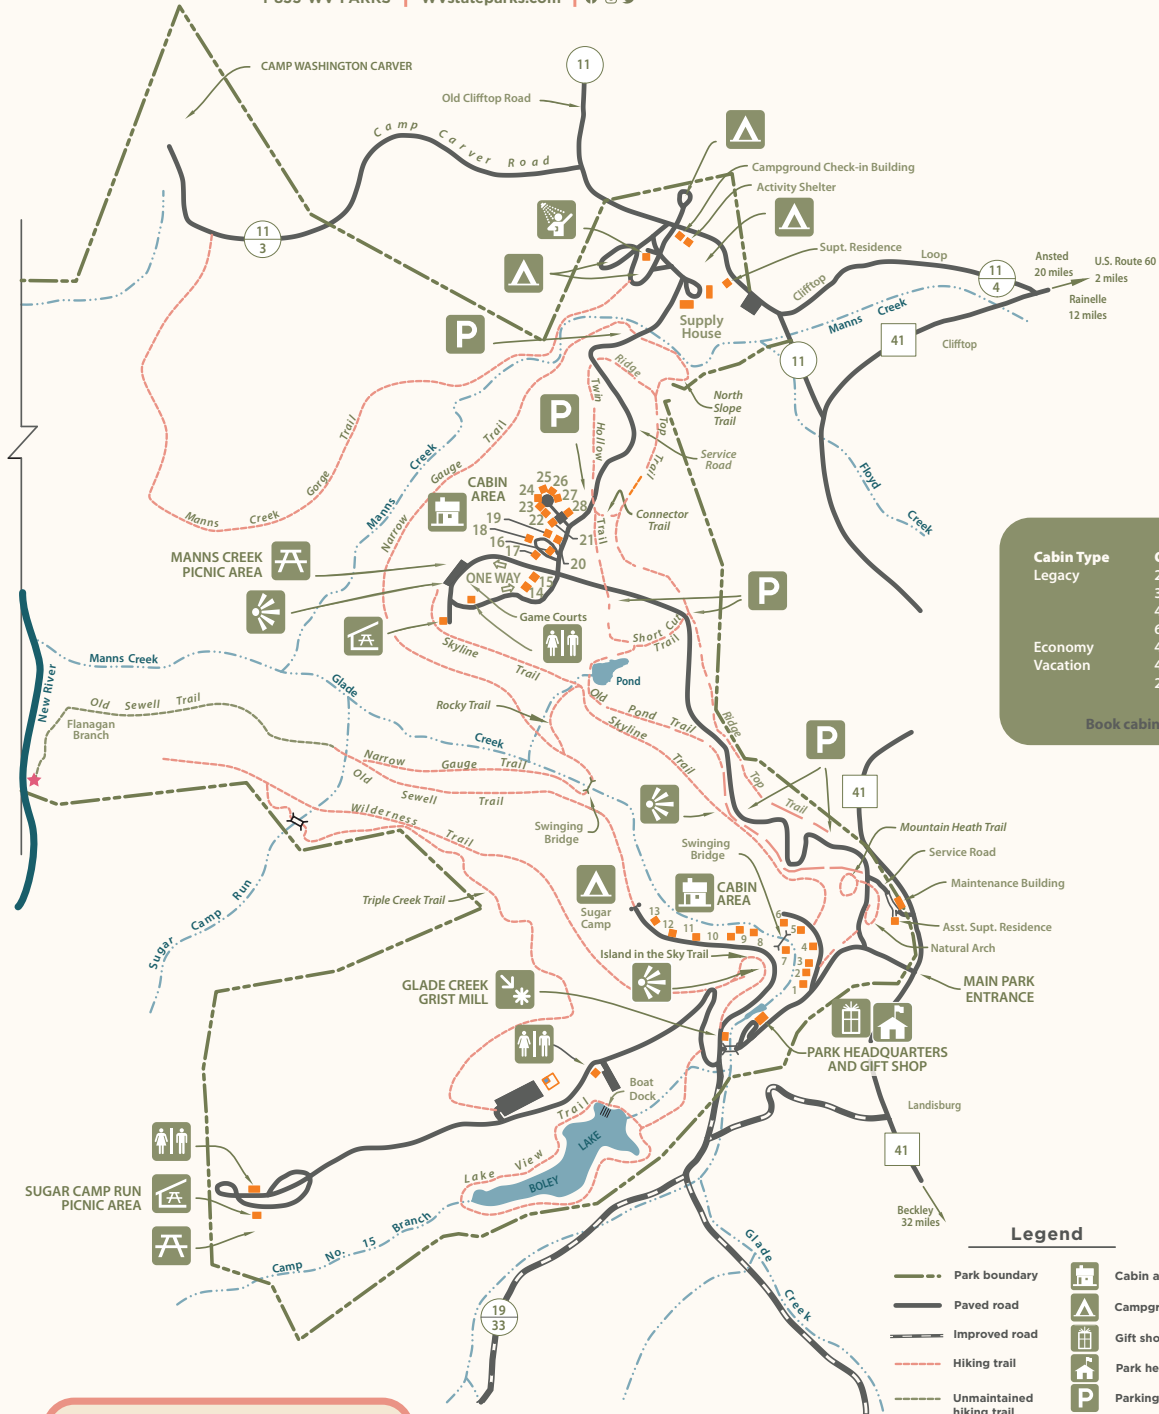 wvstateparks.com
CAMP WASHINGTON CARVER
11
Old Clifftop Road
Camp Carver Road
Campground Check-in Building
Activity Shelter
11
3
Supt. Residence
Clifftop Loop
11
4
Ansted
20 miles
U.S. Route 60
2 miles
Rainelle
12 miles
Supply
House
Manns Creek
41
Clifftop
11
P
Ridge
Top
Trail
North
Slope
Trail
Twin
Hollow
Trail
P
Service
Road
Floyd
Creek
Gorge
Trail
Manns
Creek
Manns
Creek
Narrow
Gauge
Trail
CABIN
AREA
25
26
24
27
23
28
22
19
18
16
17
21
20
Connector
Trail
MANNS CREEK
PICNIC AREA
ONE WAY
15
14
Game Courts
P
Cabin Type
Legacy
Economy
Vacation
Book cabin
Short Cut
Trail
Skyline
Trail
Pond
Manns Creek
New River
Glade
Creek
Old Sewell Trail
Flanagan
Branch
Rocky Trail
Old
Pond
Trail
Skyline
Trail
Ridge
Top
Trail
P
41
Narrow
Gauge
Trail
Old
Sewell
Trail
Wilderness
Trail
Swinging
Bridge
Swinging
Bridge
Mountain Heath Trail
Service Road
Maintenance Building
Triple Creek Trail
Sugar
Camp
CABIN
AREA
13
12
11
10
9
8
6
5
4
7
3
2
1
Asst. Supt. Residence
Natural Arch
Island in the Sky Trail
Sugar Camp Run
GLADE CREEK
GRIST MILL
MAIN PARK
ENTRANCE
PARK HEADQUARTERS
AND GIFT SHOP
Boat
Dock
Landisburg
LAKE
BOLEY
Lake View Trail
41
SUGAR CAMP RUN
PICNIC AREA
Camp No. 15 Branch
Beckley
32 miles
Glade
Creek
19
33
Legend
Park boundary
Paved road
Improved road
Hiking trail
Unmaintained
hiking trail
Cabin a
Campgr
Gift sho
Park he
P
Parking